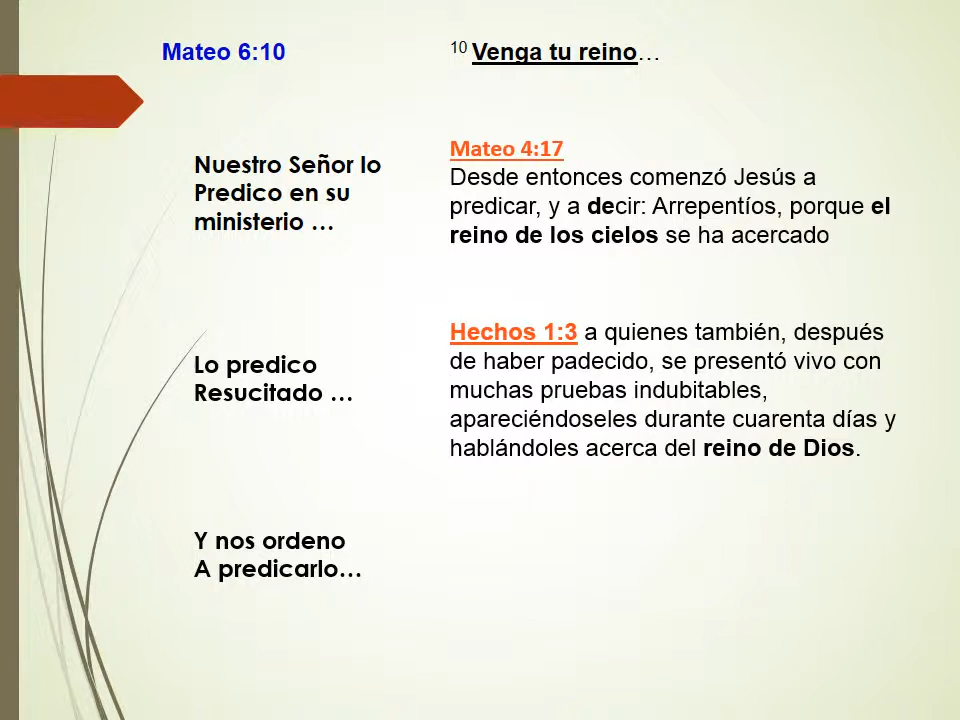 Mateo 6:10
10 Venga tu reino…
Nuestro Señor lo
Predico en su
ministerio …
Mateo 4:17
Desde entonces comenzó Jesús a
predicar, y a decir: Arrepentíos, porque el
reino de los cielos se ha acercado
Lo predico
Resucitado …
Hechos 1:3 a quienes también, después
de haber padecido, se presentó vivo con
muchas pruebas indubitables,
apareciéndoseles durante cuarenta días y
hablándoles acerca del reino de Dios.
Y nos ordeno
A predicarlo…